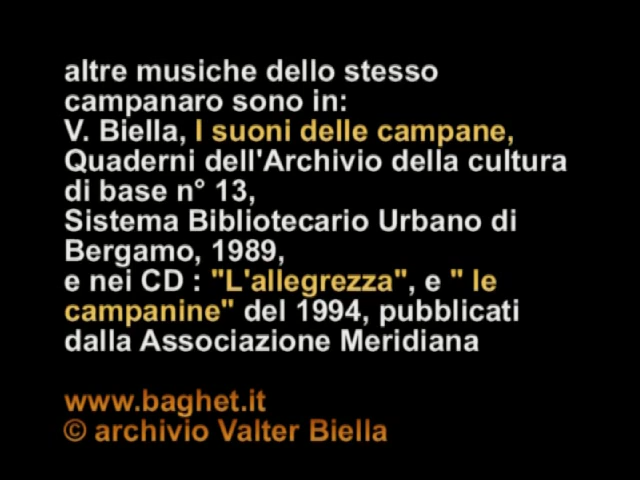 altre musiche dello stesso
campanaro sono in:
V. Biella, I suoni delle campane,
Quaderni dell'Archivio della cultura
di base n° 13,
Sistema Bibliotecario Urbano di
Bergamo, 1989,
e nei CD : "L'allegrezza", e " le
campanine" del 1994, pubblicati
dalla Associazione Meridiana
www.baghet.it
© archivio Valter Biella